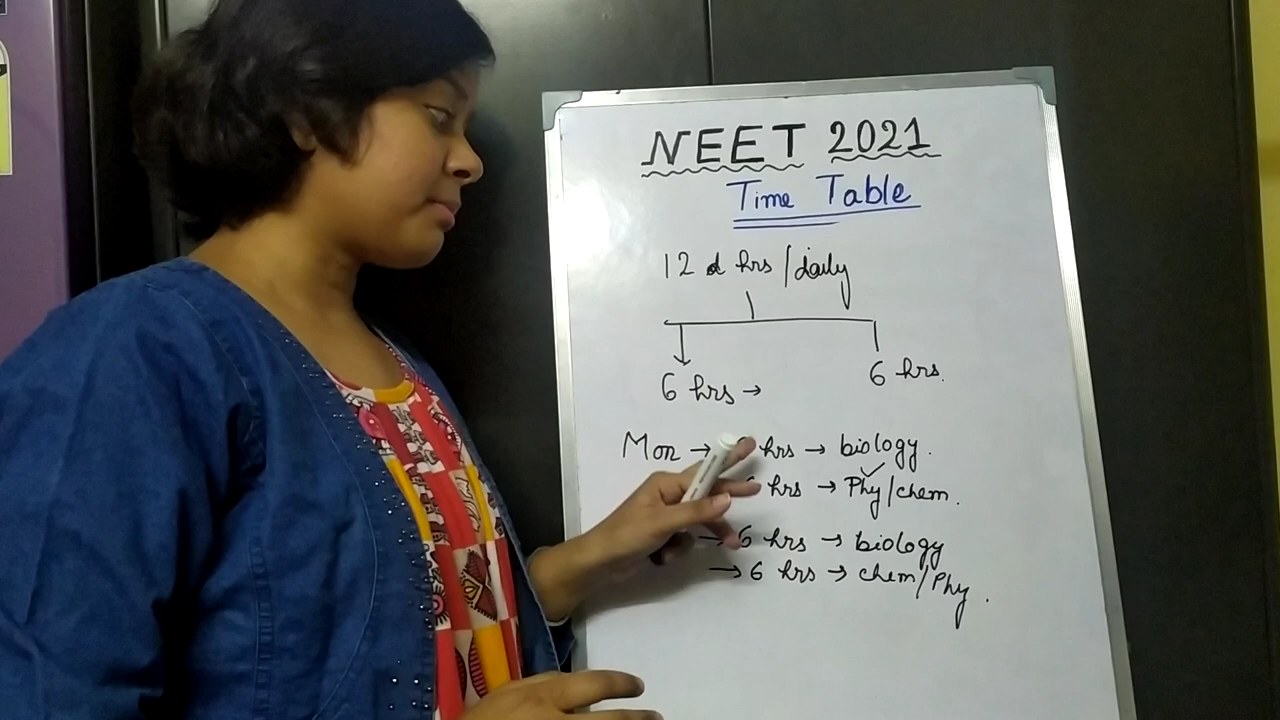 NEET 2021
Time Table
12 hrs/daily
6 hrs → 6 hrs.
Mon → hrs → biology.
hrs → Phy/chem.
→ 6 hrs → biology
→ 6 hrs → chem/Phy.